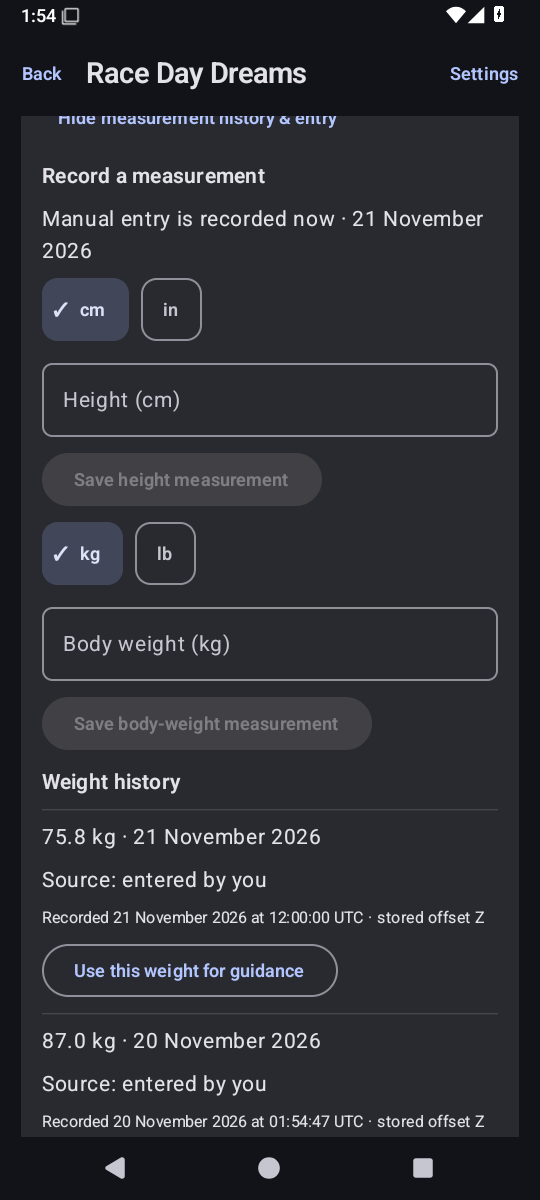 1:54
Back Race Day Dreams Settings
Hide measurement history & entry
Record a measurement
Manual entry is recorded now · 21 November
2026
✓ cm in
Height (cm)
Save height measurement
✓ kg lb
Body weight (kg)
Save body-weight measurement
Weight history
75.8 kg · 21 November 2026
Source: entered by you
Recorded 21 November 2026 at 12:00:00 UTC · stored offset Z
Use this weight for guidance
87.0 kg · 20 November 2026
Source: entered by you
Recorded 20 November 2026 at 01:54:47 UTC · stored offset Z